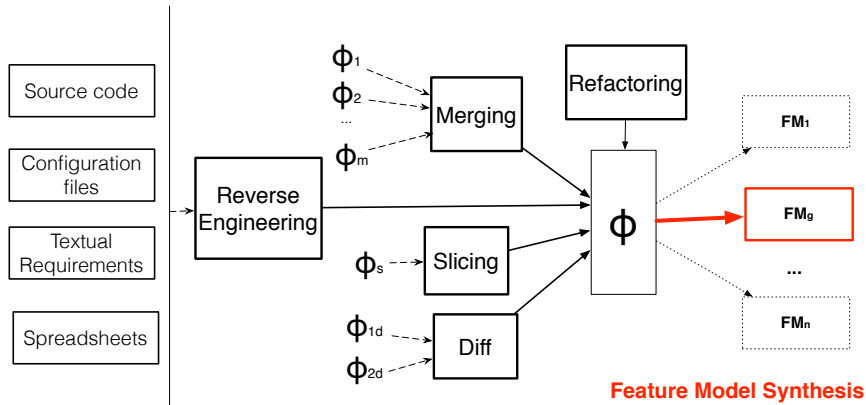 Source code
Configuration
files
Textual
Requirements
Spreadsheets
Reverse
Engineering
ϕ1
ϕ2
...
ϕm
Merging
Refactoring
ϕs
Slicing
ϕ1d
ϕ2d
Diff
ϕ
FM1
FMg
...
FMn
Feature Model Synthesis